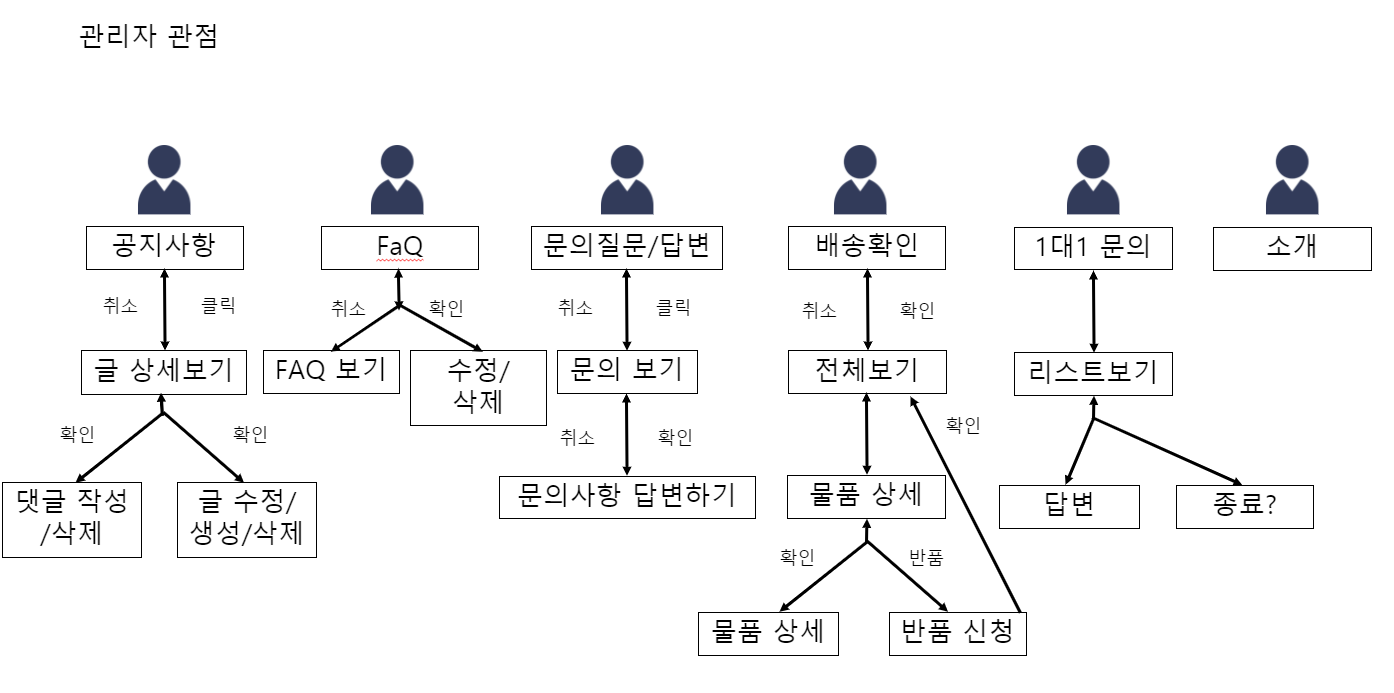 관리자 관점
공지사항
FaQ
문의질문/답변
배송확인
1대1 문의
소개
취소
클릭
취소
확인
취소
클릭
취소
확인
글 상세보기
FAQ 보기
수정/
삭제
문의 보기
전체보기
리스트보기
확인
확인
취소
확인
확인
댓글 작성
/삭제
글 수정/
생성/삭제
문의사항 답변하기
물품 상세
답변
종료?
확인
반품
물품 상세
반품 신청